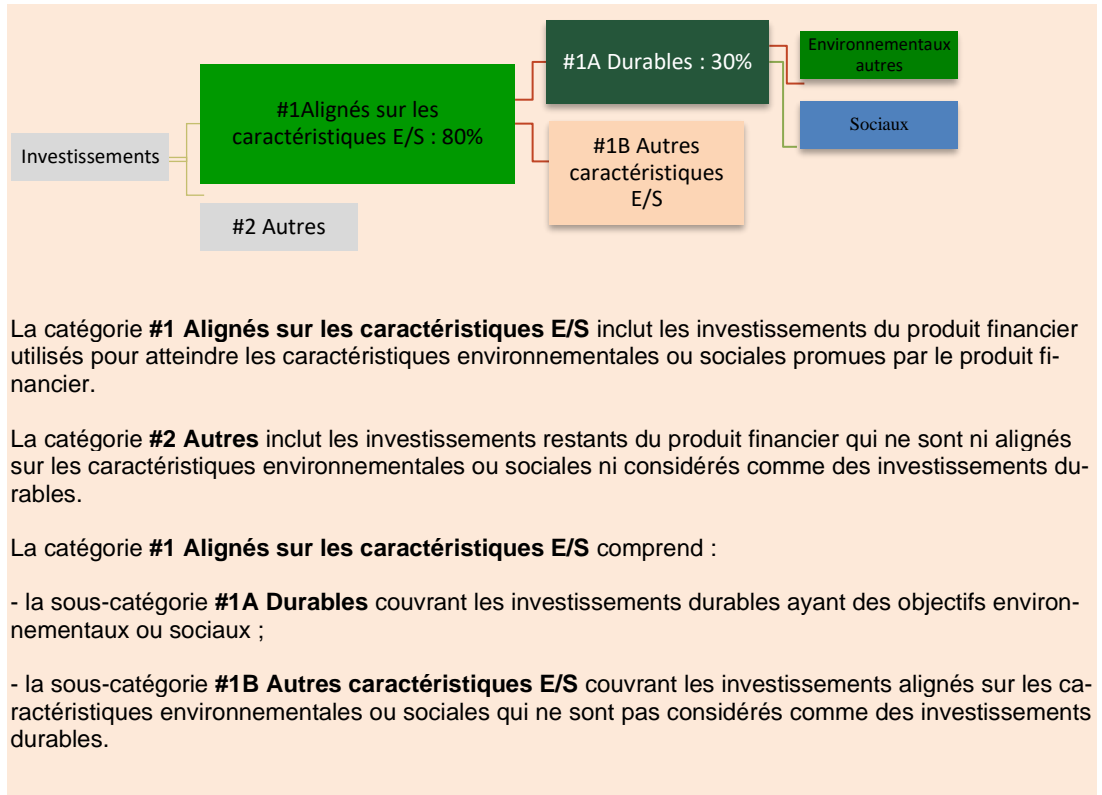 Investissements
#1Alignés sur les
caractéristiques E/S : 80%
#2 Autres
#1A Durables : 30%
#1B Autres
caractéristiques
E/S
Environnementaux
autres
Sociaux
La catégorie #1 Alignés sur les caractéristiques E/S inclut les investissements du produit financier
utilisés pour atteindre les caractéristiques environnementales ou sociales promues par le produit fi-
nancier.
La catégorie #2 Autres inclut les investissements restants du produit financier qui ne sont ni alignés
sur les caractéristiques environnementales ou sociales ni considérés comme des investissements du-
rables.
La catégorie #1 Alignés sur les caractéristiques E/S comprend :
- la sous-catégorie #1A Durables couvrant les investissements durables ayant des objectifs environ-
nementaux ou sociaux ;
- la sous-catégorie #1B Autres caractéristiques E/S couvrant les investissements alignés sur les ca-
ractéristiques environnementales ou sociales qui ne sont pas considérés comme des investissements
durables.